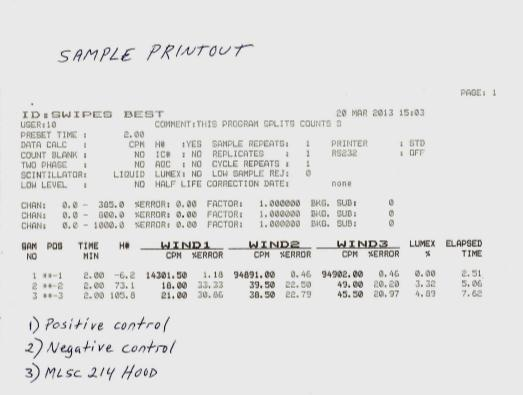 SAMPLE PRINTOUT
PAGE: 1
ID:SWIPES BEST 20 MAR 2013 15:03
USER:10 COMMENT:THIS PROGRAM SPLITS COUNTS B
PRESET TIME : 2.00
DATA CALC : CPM H# :YES SAMPLE REPEATS: 1 PRINTER : STD
COUNT BLANK : NO IC# : NO REPLICATES : 1 RS232 : OFF
TWO PHASE : NO AQC : NO CYCLE REPEATS : 1
SCINTILLATOR: LIQUID LUMEX: NO LOW SAMPLE REJ: 0
LOW LEVEL : NO HALF LIFE CORRECTION DATE: none
CHAN: 0.0 - 385.0 %ERROR: 0.00 FACTOR: 1.000000 BKG. SUB: 0
CHAN: 0.0 - 800.0 %ERROR: 0.00 FACTOR: 1.000000 BKG. SUB: 0
CHAN: 0.0 - 1000.0 %ERROR: 0.00 FACTOR: 1.000000 BKG. SUB: 0
SAM POS TIME H# WIND1 WIND2 WIND3 LUMEX ELAPSED
NO MIN CPM %ERROR CPM %ERROR CPM %ERROR % TIME
1 **-1 2.00 -6.2 14301.50 1.18 94891.00 0.46 94902.00 0.46 0.00 2.51
2 **-2 2.00 73.1 18.00 33.33 39.50 22.50 49.00 20.20 3.32 5.06
3 **-3 2.00 105.8 21.00 30.86 38.50 22.79 45.50 20.97 4.89 7.62
1) Positive control
2) Negative control
3) MLSC 214 HOOD